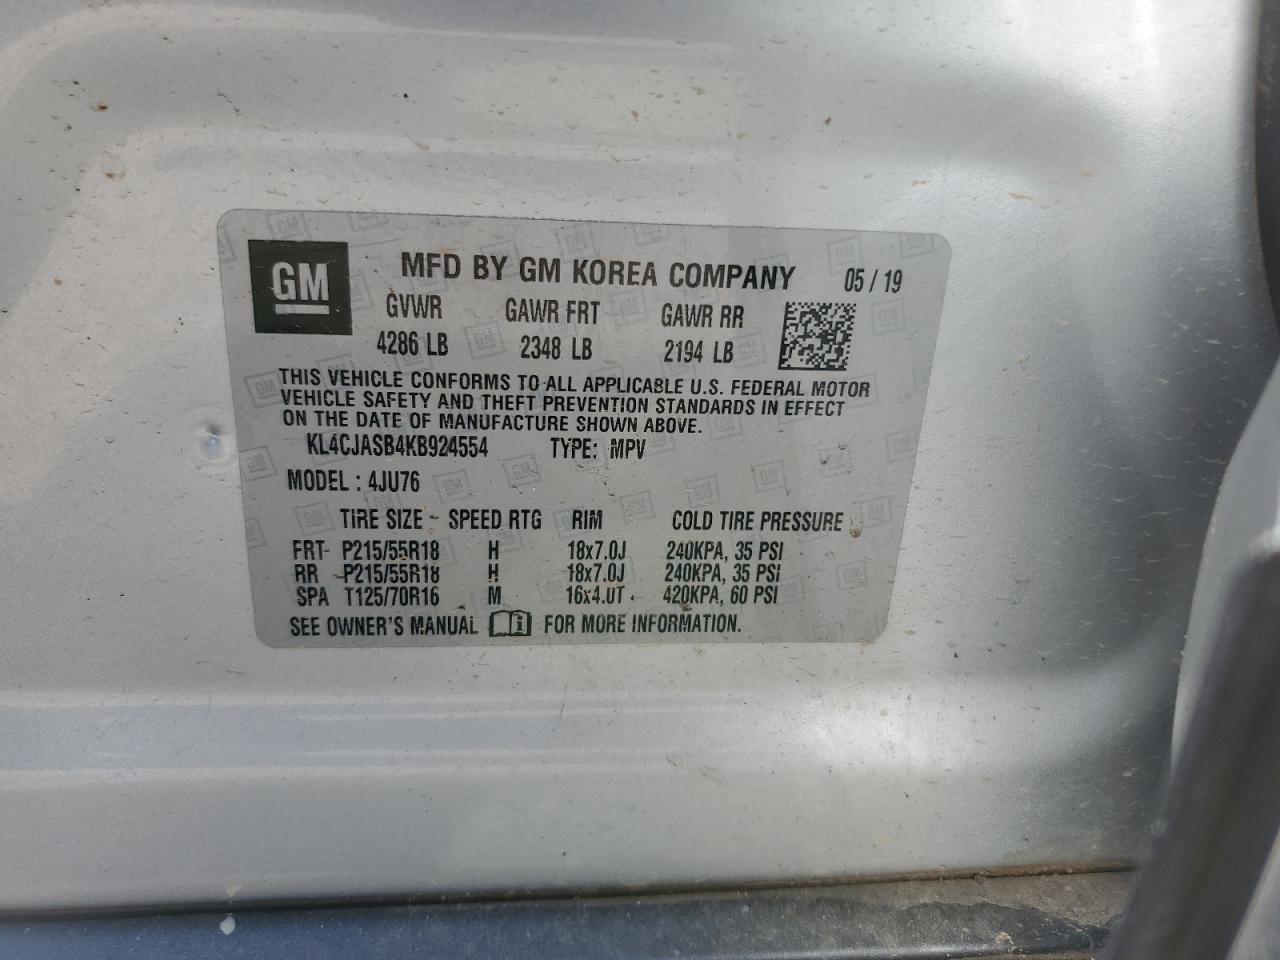 GM MFD BY GM KOREA COMPANY 05 / 19
GVWR GAWR FRT GAWR RR
4286 LB 2348 LB 2194 LB
THIS VEHICLE CONFORMS TO ALL APPLICABLE U.S. FEDERAL MOTOR
VEHICLE SAFETY AND THEFT PREVENTION STANDARDS IN EFFECT
ON THE DATE OF MANUFACTURE SHOWN ABOVE.
KL4CJASB4KB924554 TYPE: MPV
MODEL : 4JU76
TIRE SIZE SPEED RTG RIM COLD TIRE PRESSURE
FRT P215/55R18 H 18x7.0J 240KPA, 35 PSI
RR P215/55R18 H 18x7.0J 240KPA, 35 PSI
SPA T125/70R16 M 16x4.0T 420KPA, 60 PSI
SEE OWNER'S MANUAL i FOR MORE INFORMATION.